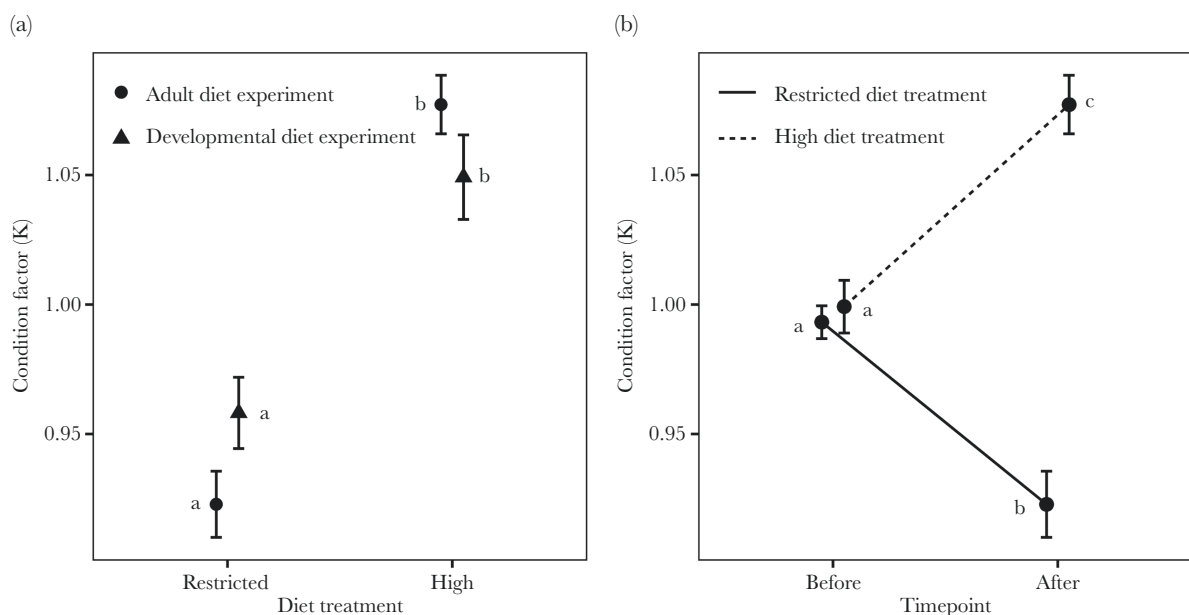 (a)
Adult diet experiment
Developmental diet experiment
b
b
a
a
1.05
1.00
0.95
Condition factor (K)
Restricted
High
Diet treatment
(b)
Restricted diet treatment
High diet treatment
c
a
a
b
1.05
1.00
0.95
Condition factor (K)
Before
After
Timepoint